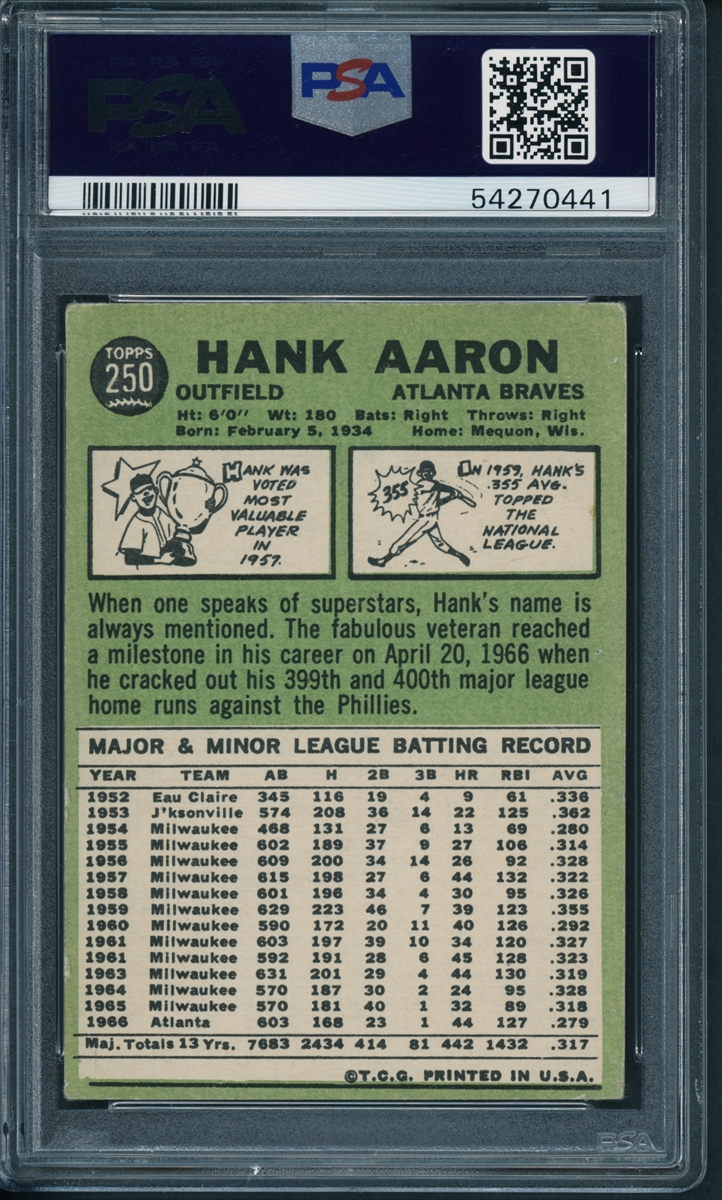 PSA
PSA
54270441
TOPPS
250
HANK AARON
OUTFIELD ATLANTA BRAVES
Ht: 6'0" Wt: 180 Bats: Right Throws: Right
Born: February 5, 1934 Home: Mequon, Wis.
HANK WAS
VOTED
MOST
VALUABLE
PLAYER
IN
1957.
355
IN 1959, HANK'S
.355 AVG.
TOPPED
THE
NATIONAL
LEAGUE.
When one speaks of superstars, Hank's name is
always mentioned. The fabulous veteran reached
a milestone in his career on April 20, 1966 when
he cracked out his 399th and 400th major league
home runs against the Phillies.
MAJOR & MINOR LEAGUE BATTING RECORD
YEAR TEAM AB H 2B 3B HR RBI AVG
1952 Eau Claire 345 116 19 4 9 61 .336
1953 J'ksonville 574 208 36 14 22 125 .362
1954 Milwaukee 468 131 27 6 13 69 .280
1955 Milwaukee 602 189 37 9 27 106 .314
1956 Milwaukee 609 200 34 14 26 92 .328
1957 Milwaukee 615 198 27 6 44 132 .322
1958 Milwaukee 601 196 34 4 30 95 .326
1959 Milwaukee 629 223 46 7 39 123 .355
1960 Milwaukee 590 172 20 11 40 126 .292
1961 Milwaukee 603 197 39 10 34 120 .327
1961 Milwaukee 592 191 28 6 45 128 .323
1963 Milwaukee 631 201 29 4 44 130 .319
1964 Milwaukee 570 187 30 2 24 95 .328
1965 Milwaukee 570 181 40 1 32 89 .318
1966 Atlanta 603 168 23 1 44 127 .279
Maj. Totals 13 Yrs. 7683 2434 414 81 442 1432 .317
©T.C.G. PRINTED IN U.S.A.
PSA